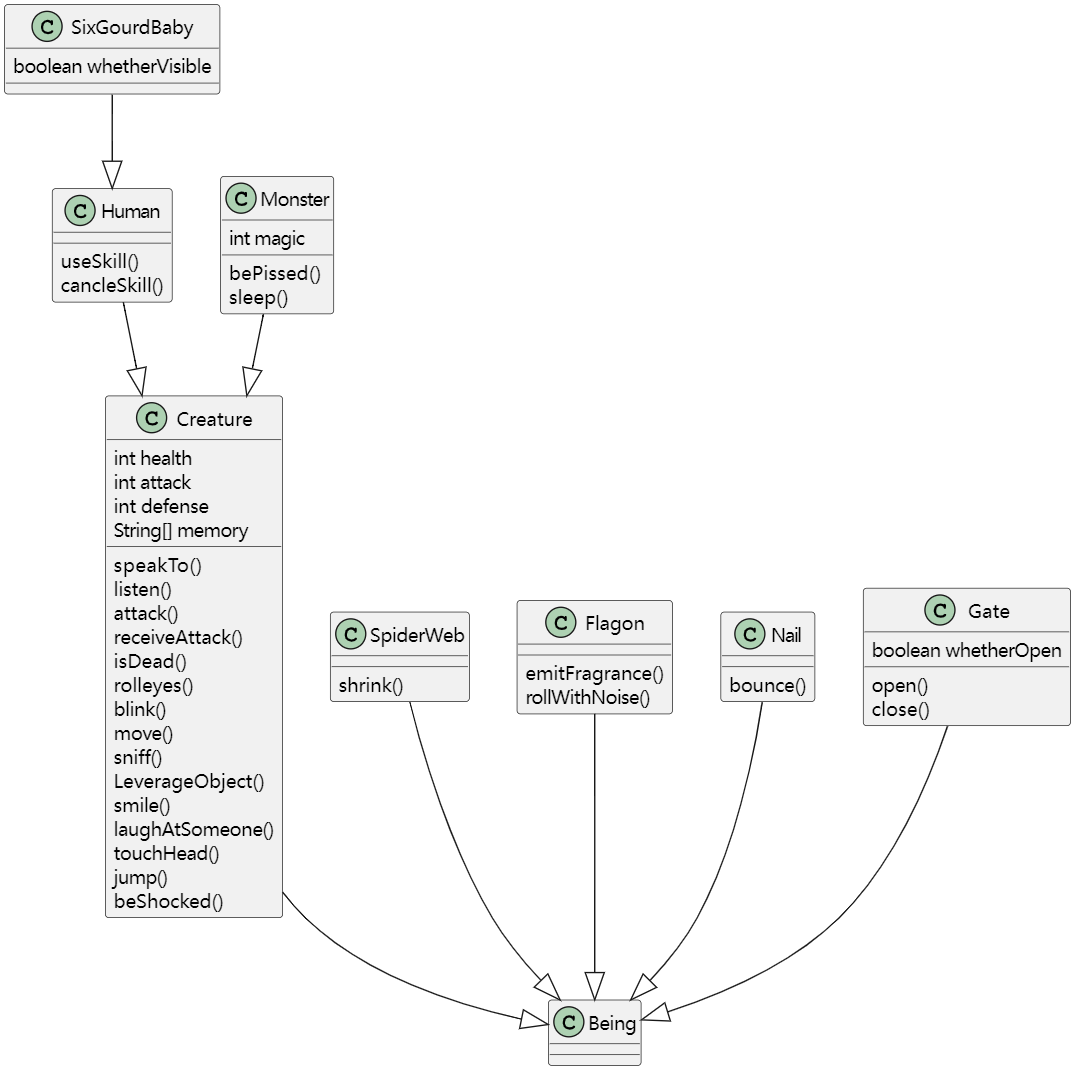 C SixGourdBaby
boolean whetherVisible
C Human
useSkill()
cancleSkill()
C Monster
int magic
bePissed()
sleep()
C Creature
int health
int attack
int defense
String[] memory
speakTo()
listen()
attack()
receiveAttack()
isDead()
rolleyes()
blink()
move()
sniff()
LeverageObject()
smile()
laughAtSomeone()
touchHead()
jump()
beShocked()
C SpiderWeb
shrink()
C Flagon
emitFragrance()
rollWithNoise()
C Nail
bounce()
C Gate
boolean whetherOpen
open()
close()
C Being